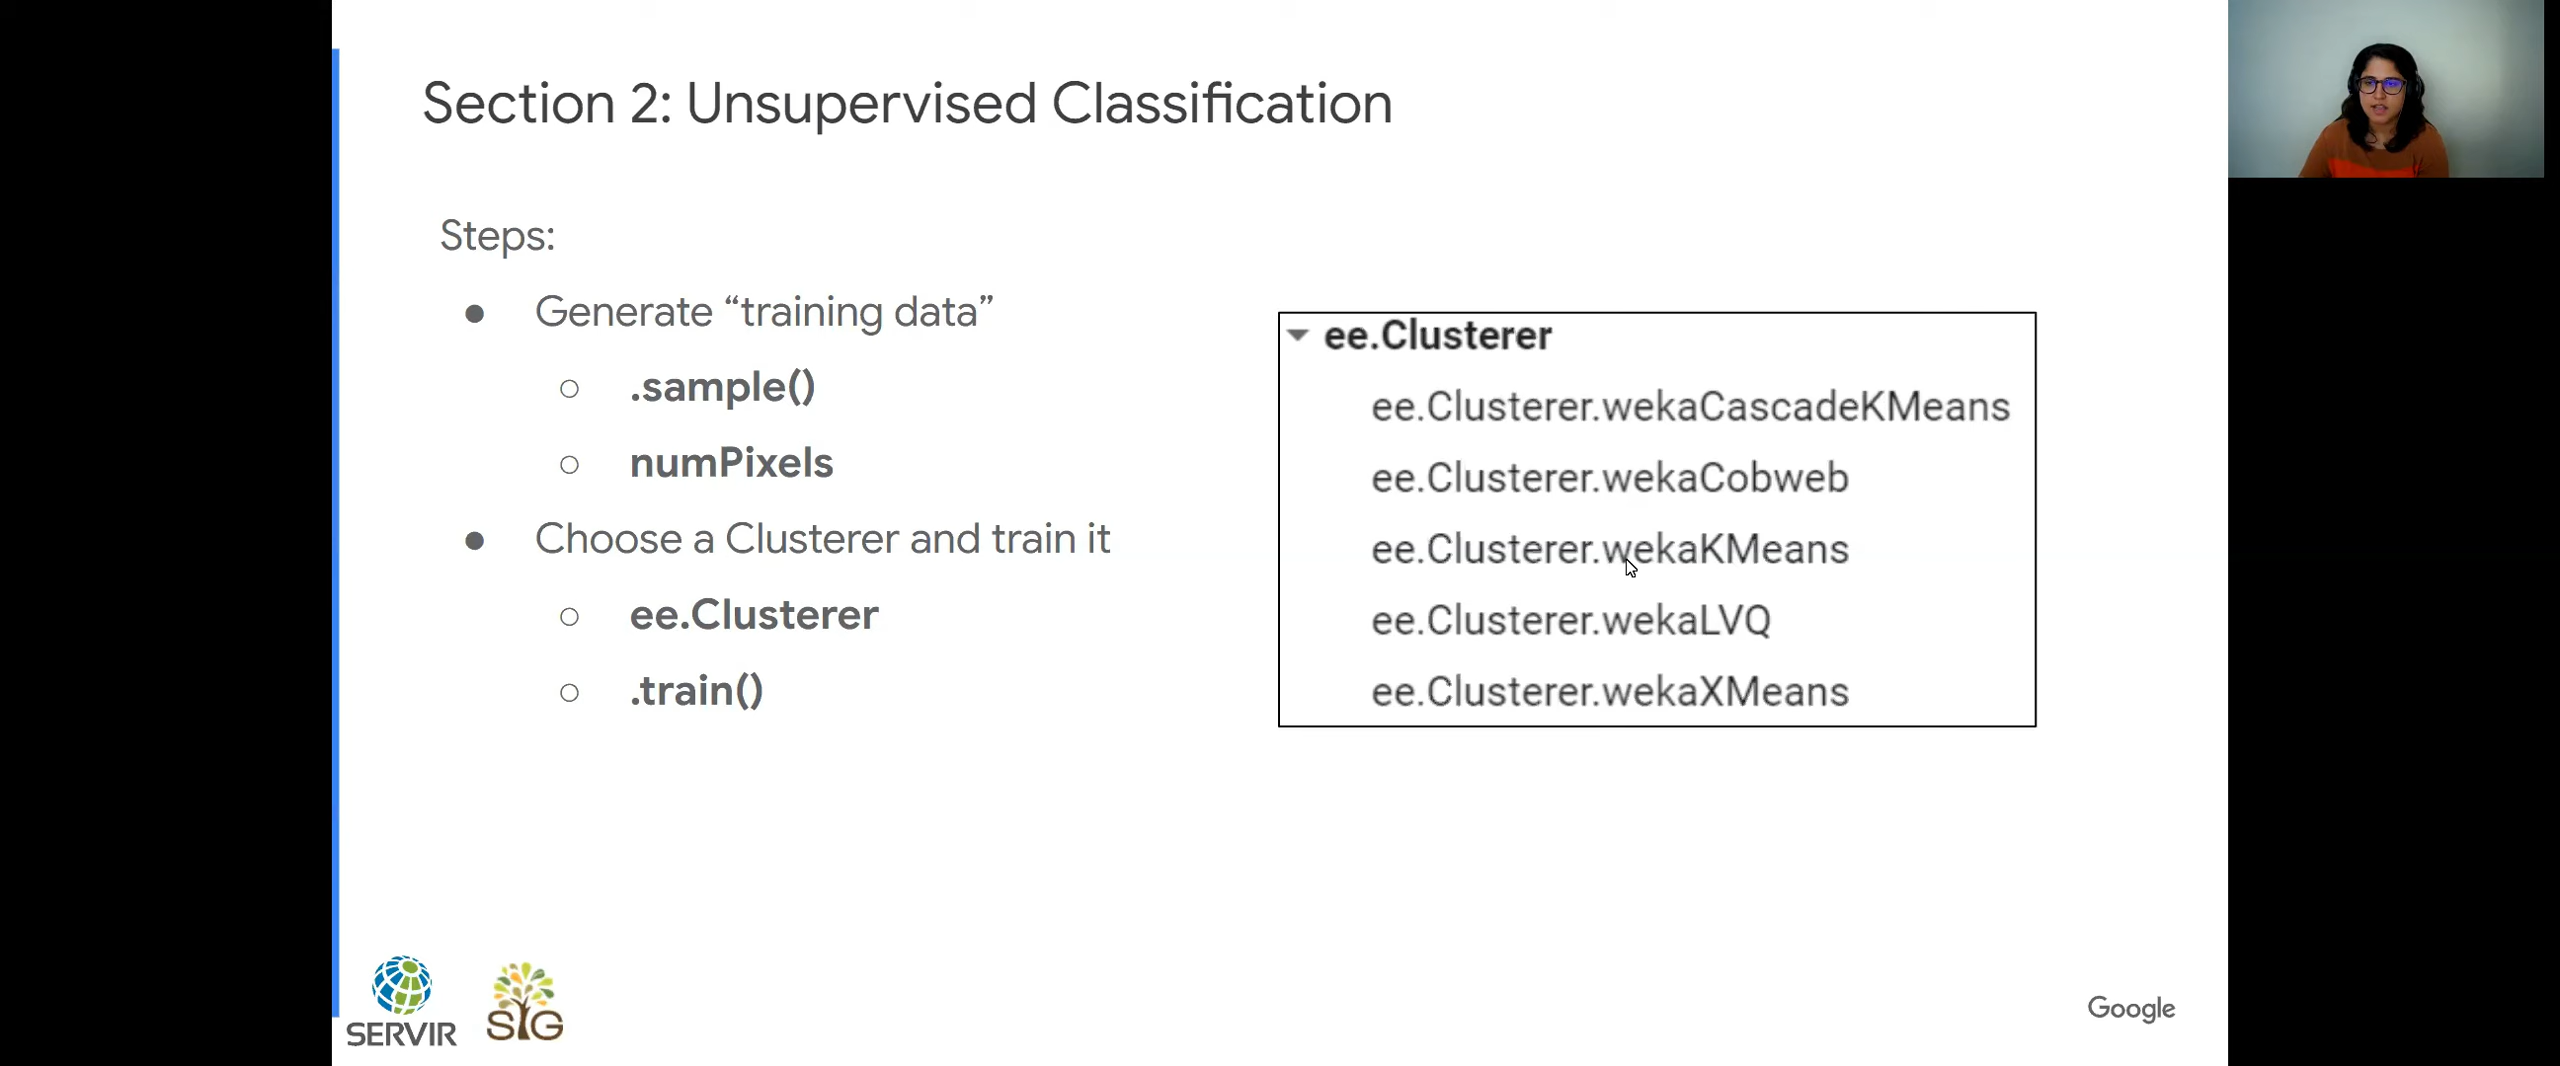 Section 2: Unsupervised Classification
Steps:
● Generate “training data”
○ .sample()
○ numPixels
● Choose a Clusterer and train it
○ ee.Clusterer
○ .train()
ee.Clusterer
ee.Clusterer.wekaCascadeKMeans
ee.Clusterer.wekaCobweb
ee.Clusterer.wekaKMeans
ee.Clusterer.wekaLVQ
ee.Clusterer.wekaXMeans
SERVIR
SIG
Google